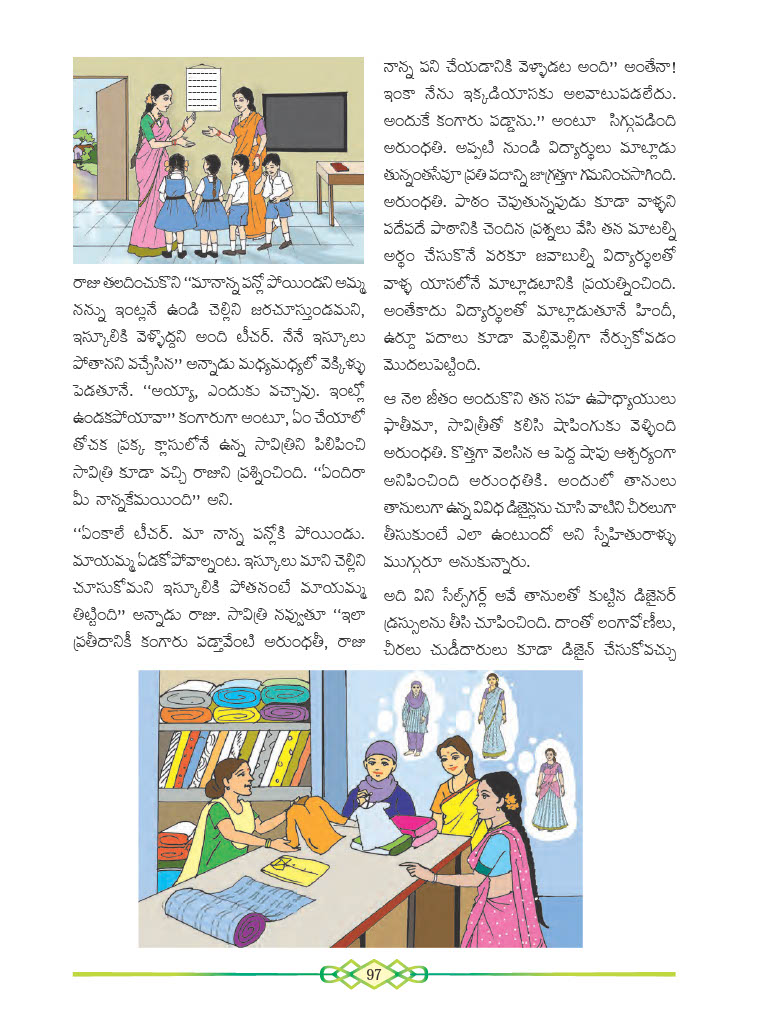 రాజు తలదించుకొని “మానాన్న పన్లో పోయిండని అమ్మ
నన్ను ఇంట్లనే ఉండి చెల్లిని జరచూస్తుండమని,
ఇస్కూలికి వెళ్ళొద్దని అంది టీచర్. నేనే ఇస్కూలు
పోతానని వచ్చేసిన” అన్నాడు మధ్యమధ్యలో వెక్కిళ్ళు
పెడతూనే. “అయ్యా, ఎందుకు వచ్చావు. ఇంట్లో
ఉండకపోయావా” కంగారుగా అంటూ, ఏం చేయాలో
తోచక ప్రక్క క్లాసులోనే ఉన్న సావిత్రిని పిలిపించి
సావిత్రి కూడా వచ్చి రాజుని ప్రశ్నించింది. “ఏందిరా
మీ నాన్నకేమయింది” అని.
“ఏంకాలే టీచర్. మా నాన్న పన్లోకి పోయిండు.
మాయమ్మ ఏడకోపోవాల్నంట. ఇస్కూలు మాని చెల్లిని
చూసుకోమని ఇస్కూలికి పోతనంటే మాయమ్మ
తిట్టింది” అన్నాడు రాజు. సావిత్రి నవ్వుతూ “ఇలా
ప్రతీదానికీ కంగారు పడ్తావేంటి అరుంధతీ, రాజు
నాన్న పని చేయడానికి వెళ్ళాడట అంది” అంతేనా!
ఇంకా నేను ఇక్కడియాసకు అలవాటుపడలేదు.
అందుకే కంగారు పడ్డాను.” అంటూ సిగ్గుపడింది
అరుంధతి. అప్పటి నుండి విద్యార్థులు మాట్లాడు
తున్నంతసేపూ ప్రతి పదాన్ని జాగ్రత్తగా గమనించసాగింది.
అరుంధతి. పాఠం చెపుతున్నపుడు కూడా వాళ్ళని
పదేపదే పాఠానికి చెందిన ప్రశ్నలు వేసి తన మాటల్ని
అర్థం చేసుకొనే వరకూ జవాబుల్ని విద్యార్థులతో
వాళ్ళ యాసలోనే మాట్లాడటానికి ప్రయత్నించింది.
అంతేకాదు విద్యార్థులతో మాట్లాడుతూనే హిందీ,
ఉర్దూ పదాలు కూడా మెల్లిమెల్లిగా నేర్చుకోవడం
మొదలుపెట్టింది.
ఆ నెల జీతం అందుకొని తన సహ ఉపాధ్యాయులు
ఫాతీమా, సావిత్రీతో కలిసి షాపింగుకు వెళ్ళింది
అరుంధతి. కొత్తగా వెలసిన ఆ పెద్ద షాపు ఆశ్చర్యంగా
అనిపించింది అరుంధతికి. అందులో తానులు
తానులుగా ఉన్న వివిధ డిజైన్లను చూసి వాటిని చీరలుగా
తీసుకుంటే ఎలా ఉంటుందో అని స్నేహితురాళ్ళు
ముగ్గురూ అనుకున్నారు.
అది విని సేల్స్‌గర్ల్ అవే తానులతో కుట్టిన డిజైనర్
డ్రస్సులను తీసి చూపించింది. దాంతో లంగావోణీలు,
చీరలు చుడీదారులు కూడా డిజైన్ చేసుకోవచ్చు
97